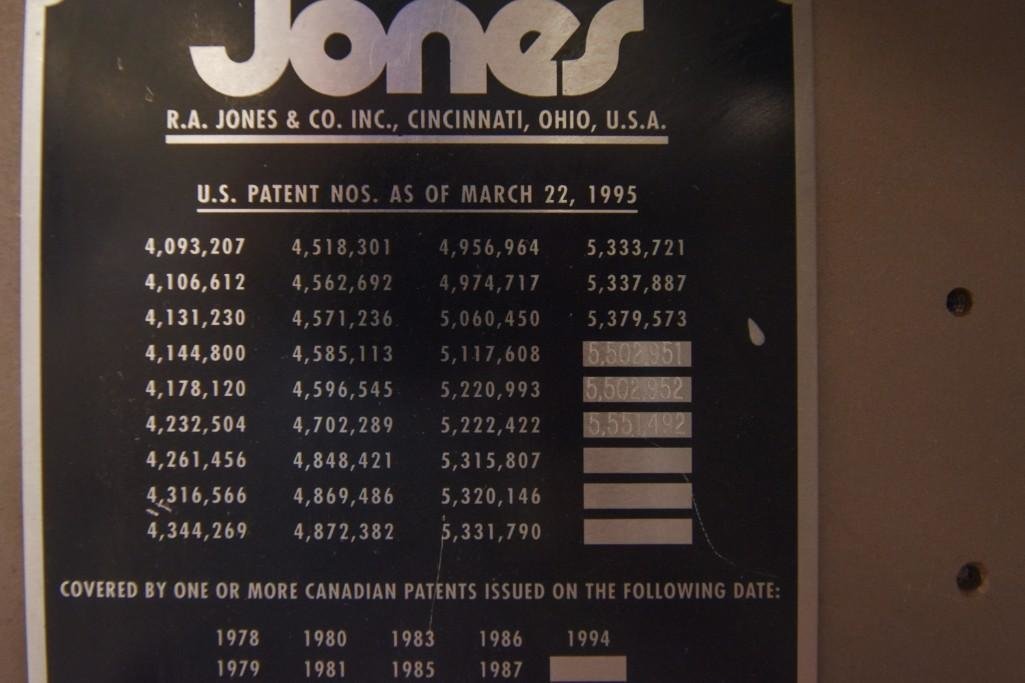 Jones
R.A. JONES & CO. INC., CINCINNATI, OHIO, U.S.A.
U.S. PATENT NOS. AS OF MARCH 22, 1995
4,093,207 4,518,301 4,956,964 5,333,721
4,106,612 4,562,692 4,974,717 5,337,887
4,131,230 4,571,236 5,060,450 5,379,573
4,144,800 4,585,113 5,117,608 5,502,951
4,178,120 4,596,545 5,220,993 5,502,952
4,232,504 4,702,289 5,222,422 5,551,492
4,261,456 4,848,421 5,315,807
4,316,566 4,869,486 5,320,146
4,344,269 4,872,382 5,331,790
COVERED BY ONE OR MORE CANADIAN PATENTS ISSUED ON THE FOLLOWING DATE:
1978 1980 1983 1986 1994
1979 1981 1985 1987